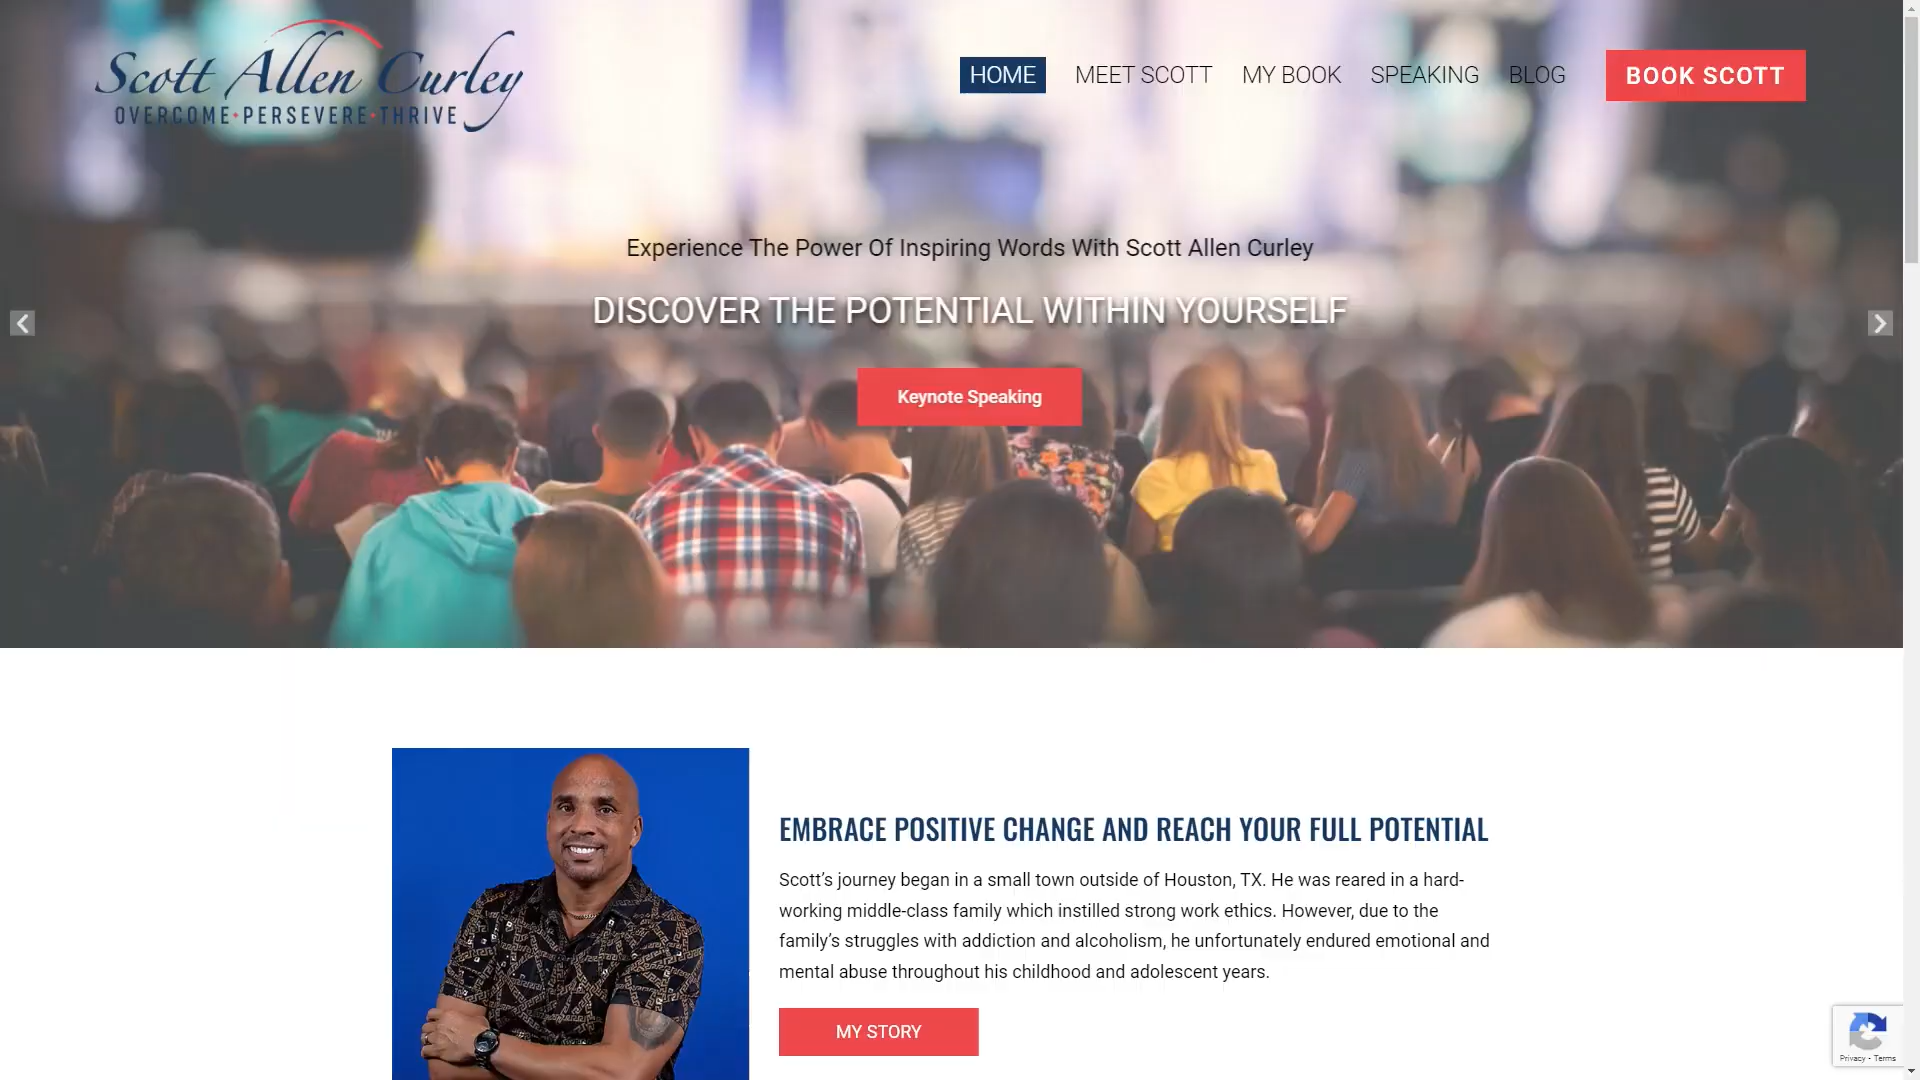 Scott Allen Curley
OVERCOME • PERSEVERE • THRIVE
HOME MEET SCOTT MY BOOK SPEAKING BLOG BOOK SCOTT
Experience The Power Of Inspiring Words With Scott Allen Curley
DISCOVER THE POTENTIAL WITHIN YOURSELF
Keynote Speaking
EMBRACE POSITIVE CHANGE AND REACH YOUR FULL POTENTIAL
Scott’s journey began in a small town outside of Houston, TX. He was reared in a hard-
working middle-class family which instilled strong work ethics. However, due to the
family’s struggles with addiction and alcoholism, he unfortunately endured emotional and
mental abuse throughout his childhood and adolescent years.
MY STORY
Privacy • Terms